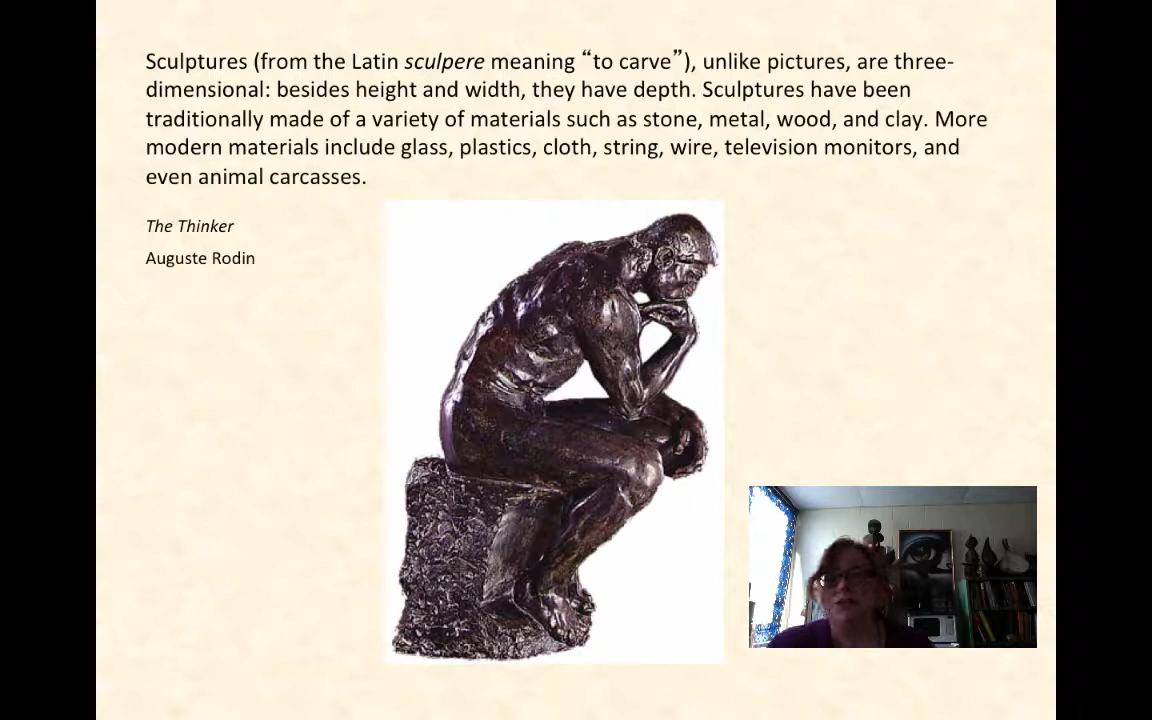 Sculptures (from the Latin sculpere meaning “to carve”), unlike pictures, are three-
dimensional: besides height and width, they have depth. Sculptures have been
traditionally made of a variety of materials such as stone, metal, wood, and clay. More
modern materials include glass, plastics, cloth, string, wire, television monitors, and
even animal carcasses.
The Thinker
Auguste Rodin